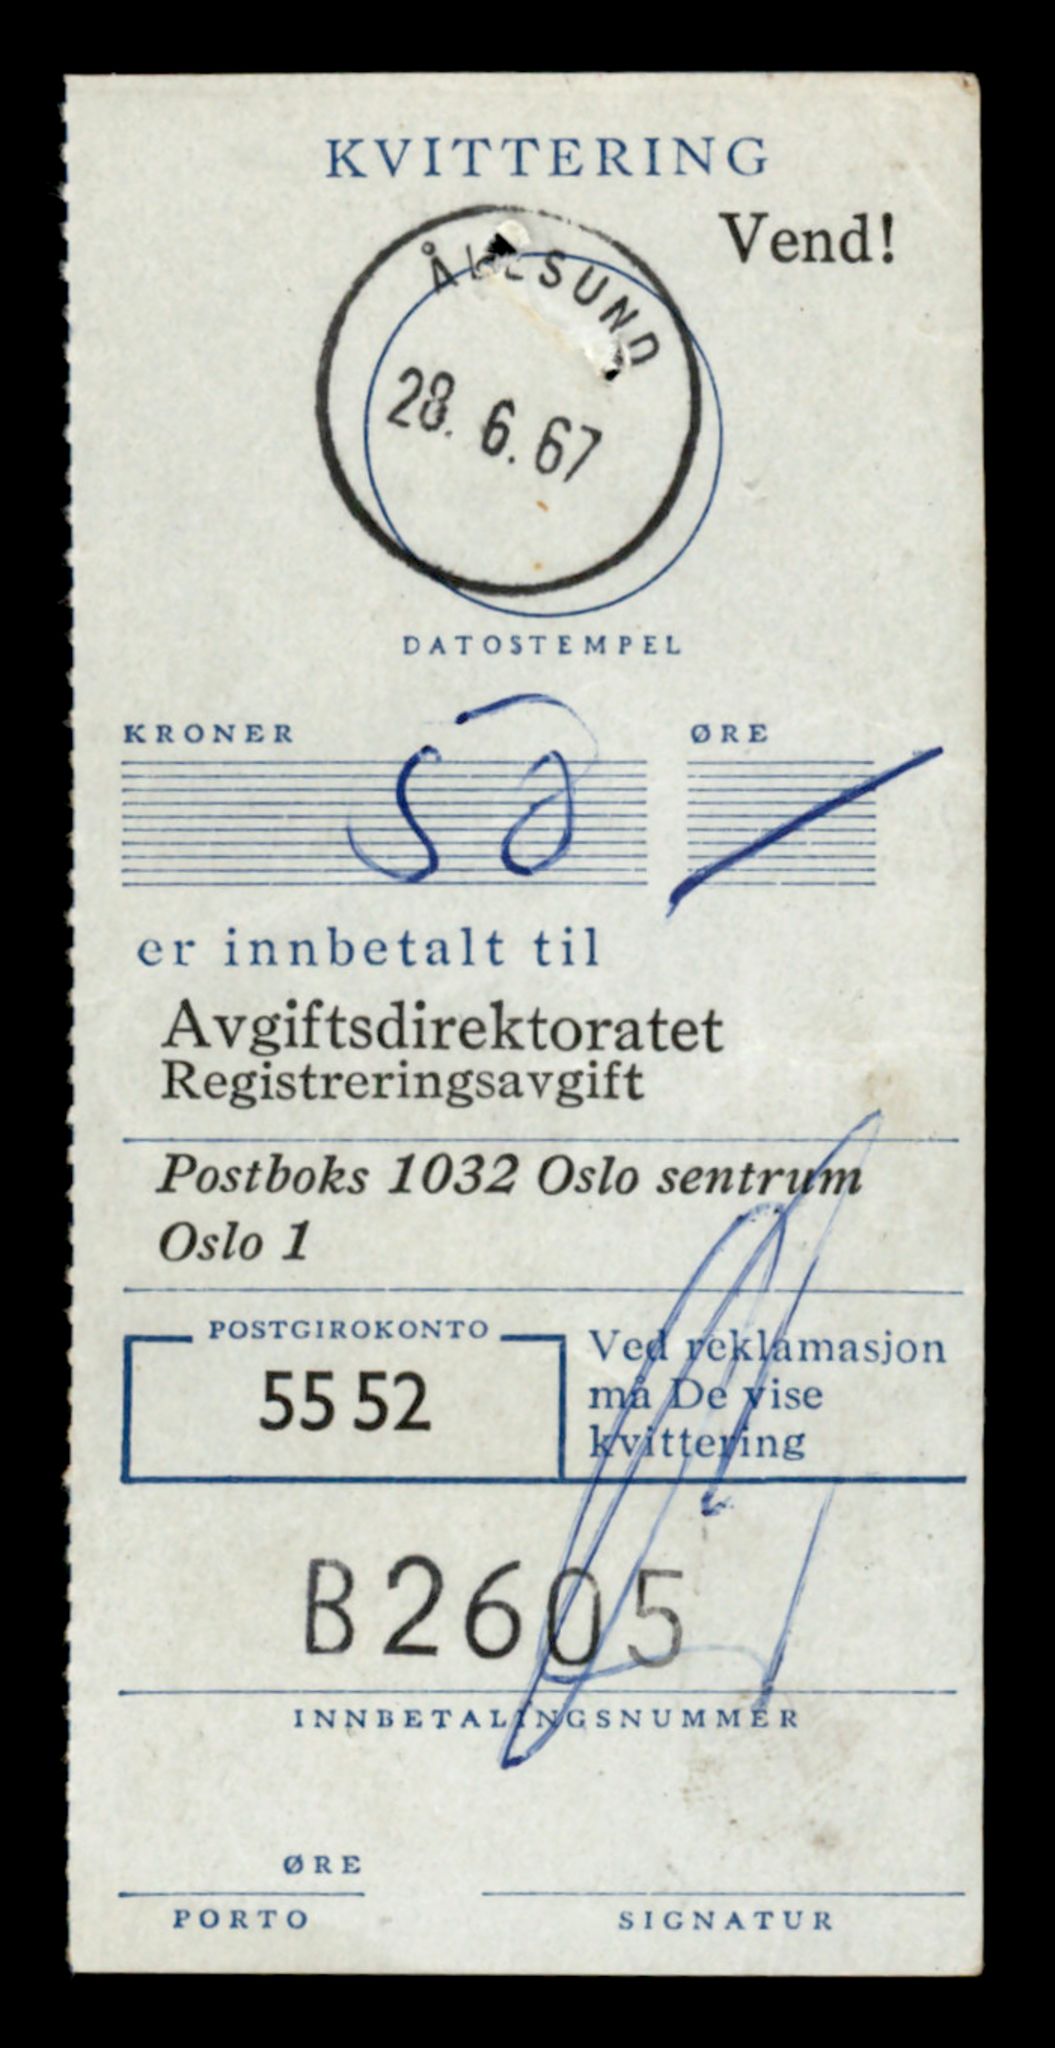 KVITTERING
Vend!
ÅLESUND
28. 6. 67
DATOSTEMPEL
KRONER
ØRE
50
er innbetalt til
Avgiftsdirektoratet
Registreringsavgift
Postboks 1032 Oslo sentrum
Oslo 1
POSTGIROKONTO
55 52
Ved reklamasjon
må De vise
kvittering
B2605
INNBETALINGSNUMMER
ØRE
PORTO
SIGNATUR